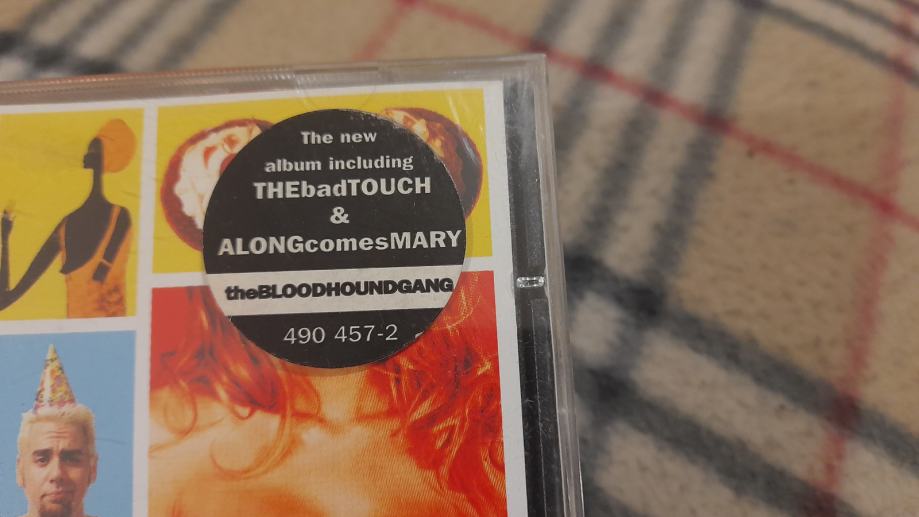 The new
album including
THEbadTOUCH
&
ALONGcomesMARY
theBLOODHOUNDGANG
490 457-2